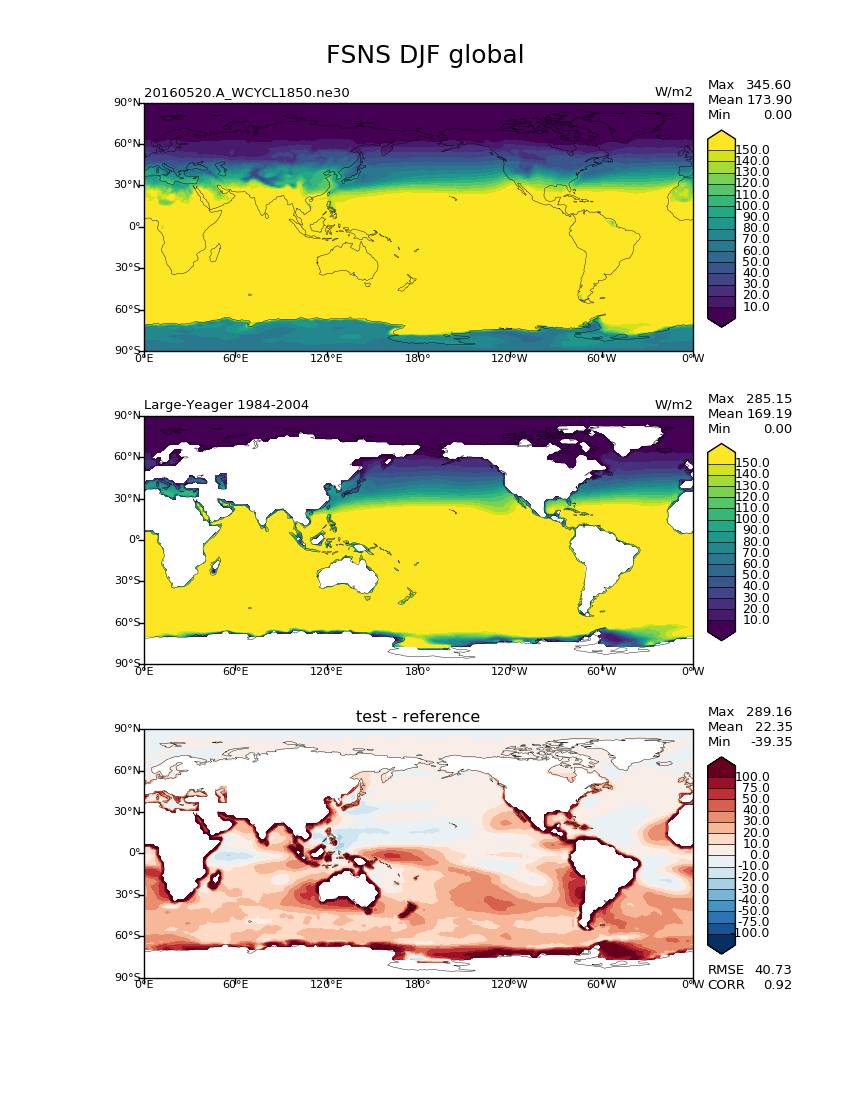 FSNS DJF global
20160520.A_WCYCL1850.ne30 W/m2
Max 345.60
Mean 173.90
Min 0.00
90°N
60°N
30°N
0°
30°S
60°S
90°S
0°E 60°E 120°E 180° 120°W 60°W 0°W
150.0
140.0
130.0
120.0
110.0
100.0
90.0
80.0
70.0
60.0
50.0
40.0
30.0
20.0
10.0
Large-Yeager 1984-2004 W/m2
Max 285.15
Mean 169.19
Min 0.00
90°N
60°N
30°N
0°
30°S
60°S
90°S
0°E 60°E 120°E 180° 120°W 60°W 0°W
150.0
140.0
130.0
120.0
110.0
100.0
90.0
80.0
70.0
60.0
50.0
40.0
30.0
20.0
10.0
test - reference
Max 289.16
Mean 22.35
Min -39.35
90°N
60°N
30°N
0°
30°S
60°S
90°S
0°E 60°E 120°E 180° 120°W 60°W 0°W
100.0
75.0
50.0
40.0
30.0
20.0
10.0
0.0
-10.0
-20.0
-30.0
-40.0
-50.0
-75.0
-100.0
RMSE 40.73
CORR 0.92